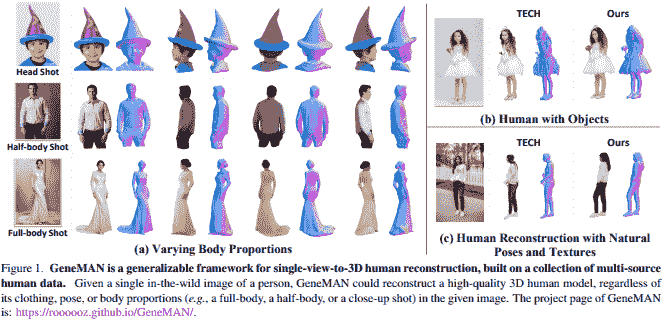 TECH
Ours
Head Shot
(b) Human with Objects
Half-body Shot
TECH
Ours
Full-body Shot
(a) Varying Body Proportions
(c) Human Reconstruction with Natural
Poses and Textures
Figure 1. GeneMAN is a generalizable framework for single-view-to-3D human reconstruction, built on a collection of multi-source
human data. Given a single in-the-wild image of a person, GeneMAN could reconstruct a high-quality 3D human model, regardless of
its clothing, pose, or body proportions (e.g., a full-body, a half-body, or a close-up shot) in the given image. The project page of GeneMAN
is: https://roooooz.github.io/GeneMAN/.